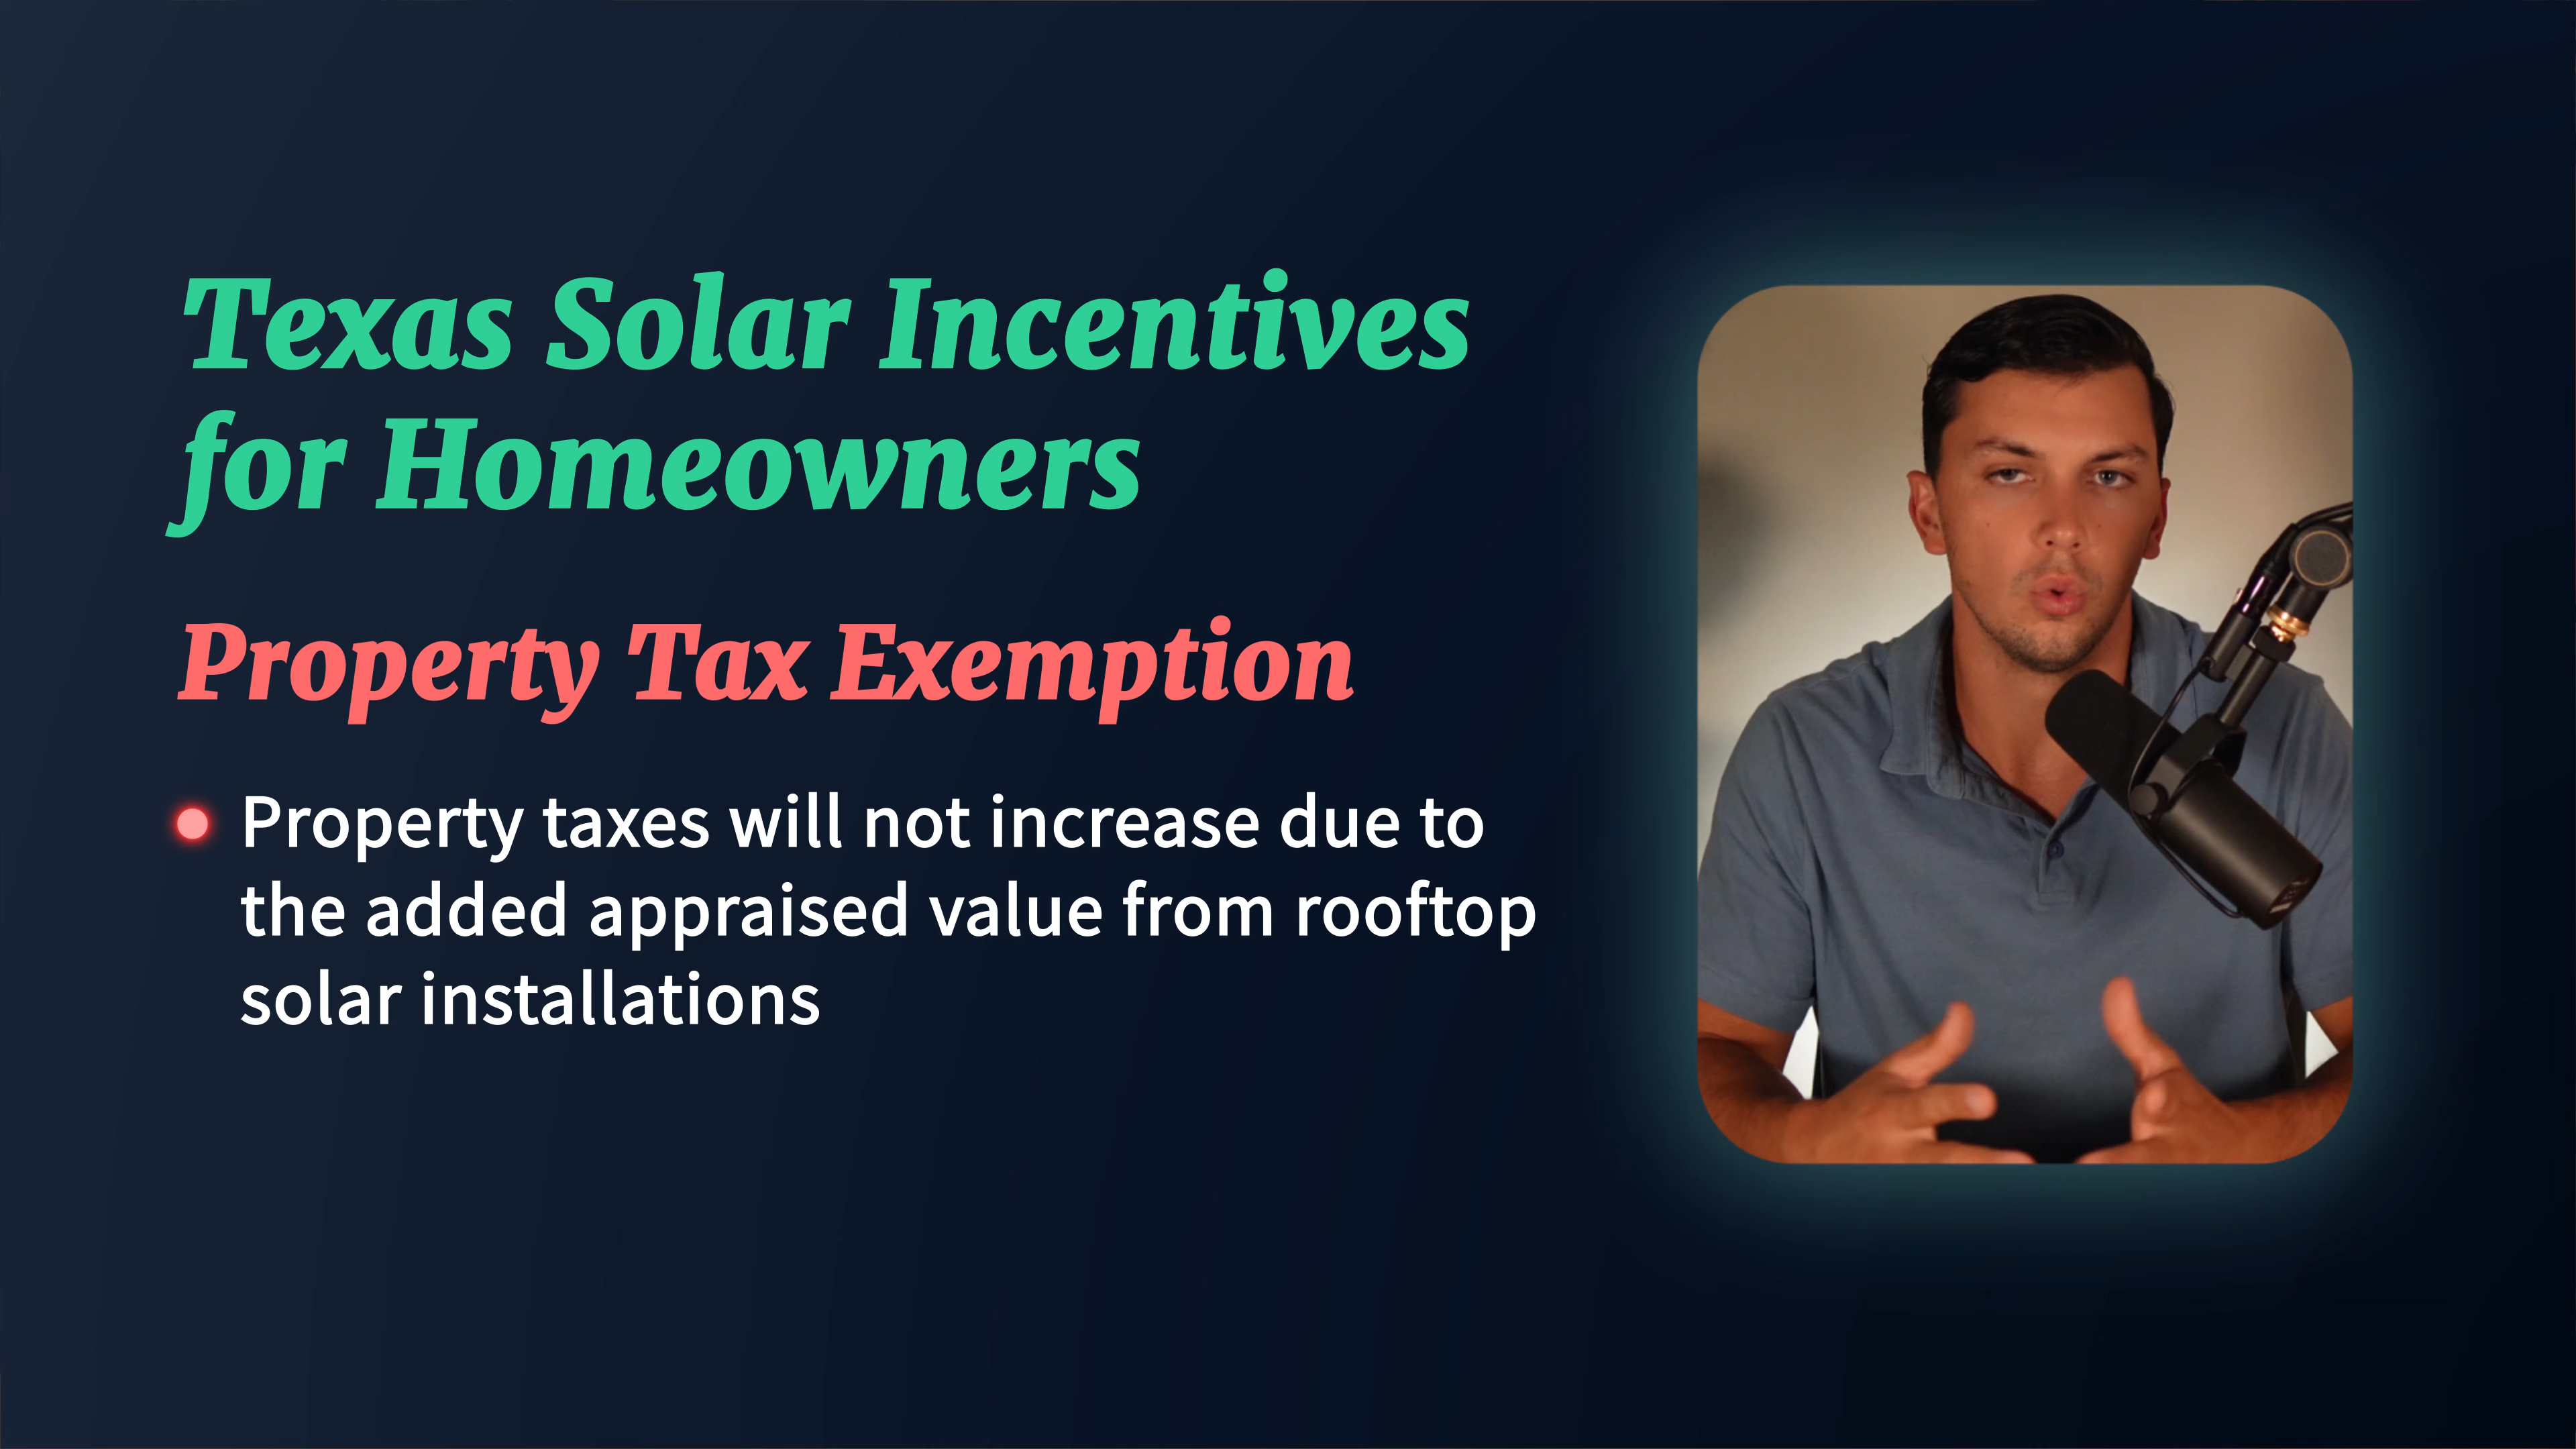 Texas Solar Incentives
for Homeowners
Property Tax Exemption
Property taxes will not increase due to
the added appraised value from rooftop
solar installations